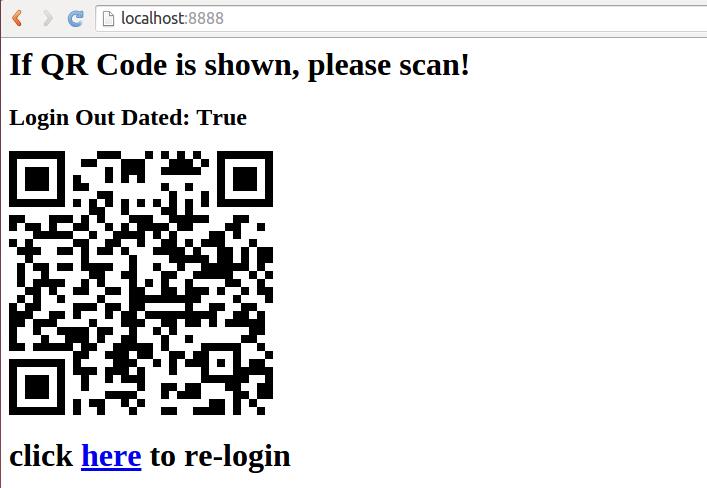 localhost:8888
If QR Code is shown, please scan!
Login Out Dated: True
click here to re-login